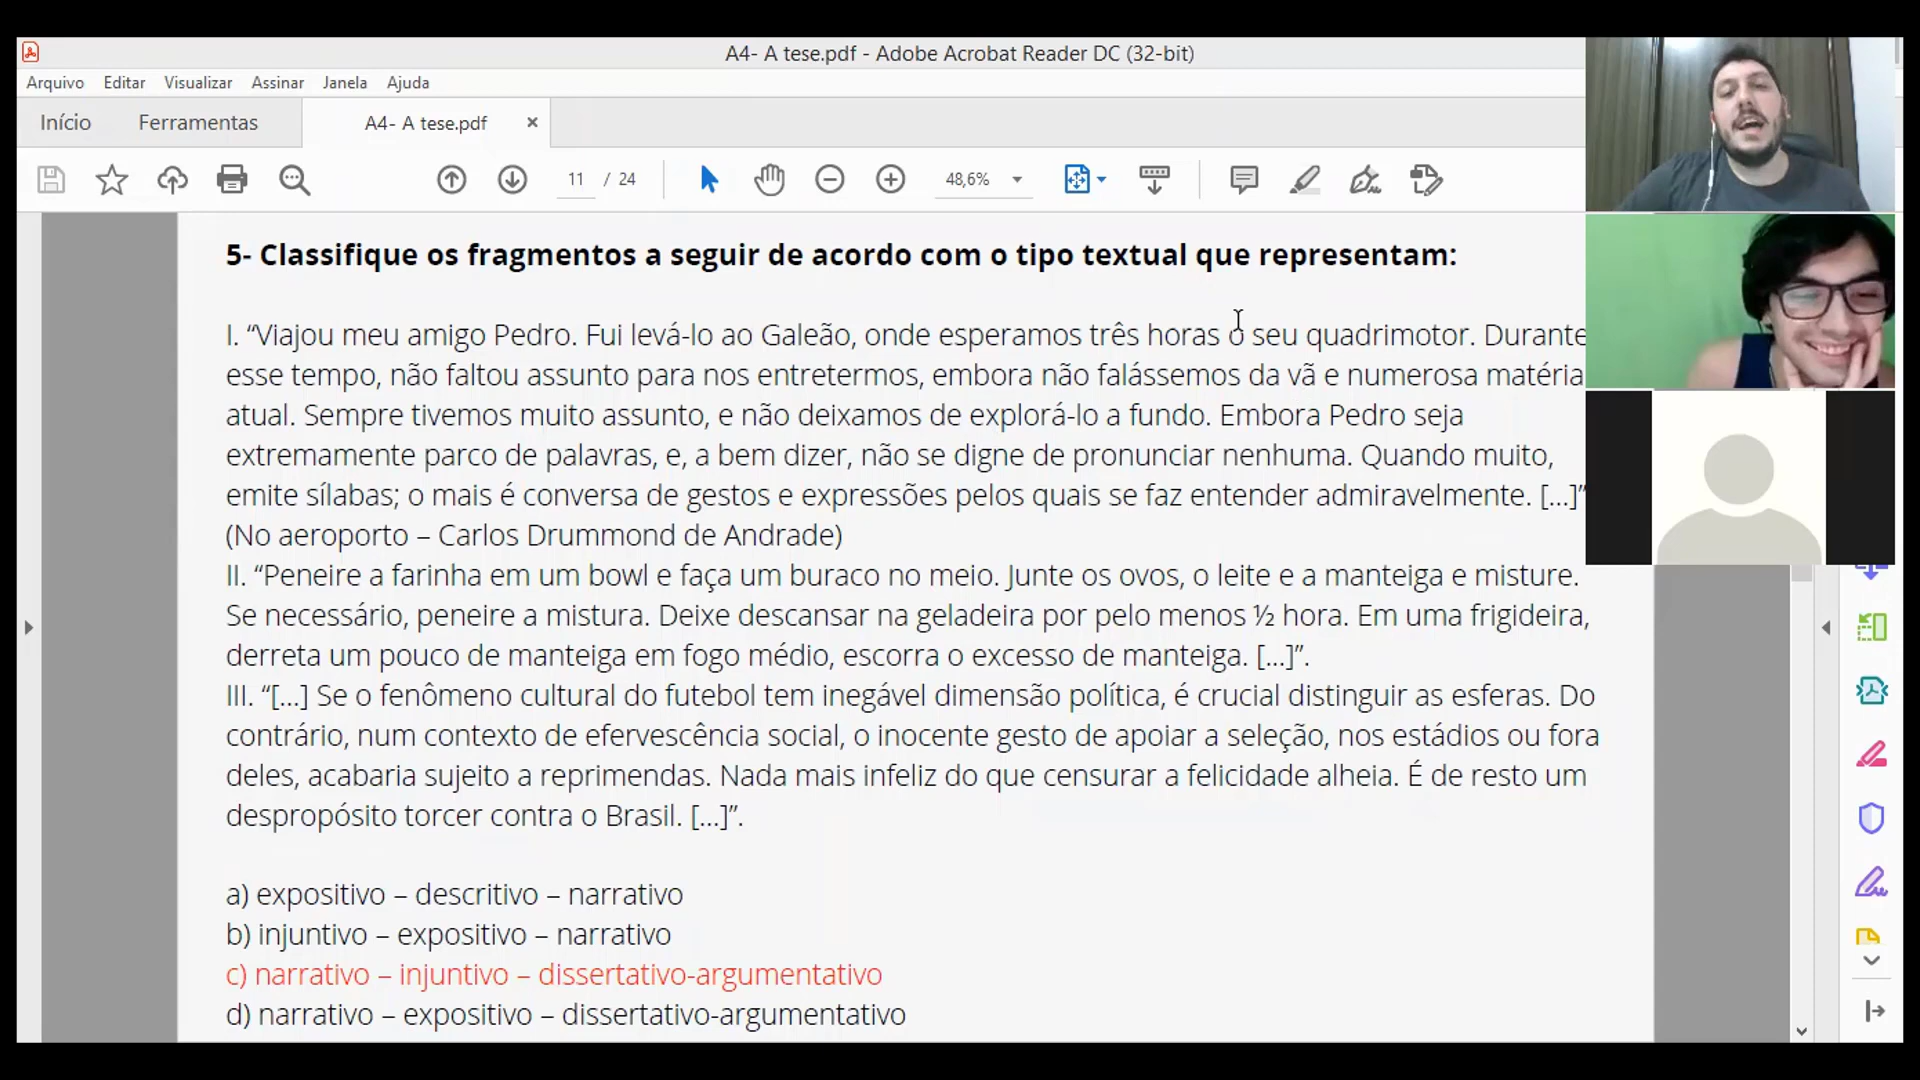 A4- A tese.pdf - Adobe Acrobat Reader DC (32-bit)
Arquivo Editar Visualizar Assinar Janela Ajuda
Início Ferramentas A4- A tese.pdf ×
11 / 24 48,6%
5- Classifique os fragmentos a seguir de acordo com o tipo textual que representam:
I. “Viajou meu amigo Pedro. Fui levá-lo ao Galeão, onde esperamos três horas o seu quadrimotor. Durante
esse tempo, não faltou assunto para nos entretermos, embora não falássemos da vã e numerosa matéria
atual. Sempre tivemos muito assunto, e não deixamos de explorá-lo a fundo. Embora Pedro seja
extremamente parco de palavras, e, a bem dizer, não se digne de pronunciar nenhuma. Quando muito,
emite sílabas; o mais é conversa de gestos e expressões pelos quais se faz entender admiravelmente. [...]”
(No aeroporto – Carlos Drummond de Andrade)
II. “Peneire a farinha em um bowl e faça um buraco no meio. Junte os ovos, o leite e a manteiga e misture.
Se necessário, peneire a mistura. Deixe descansar na geladeira por pelo menos ½ hora. Em uma frigideira,
derreta um pouco de manteiga em fogo médio, escorra o excesso de manteiga. [...]”.
III. “[...] Se o fenômeno cultural do futebol tem inegável dimensão política, é crucial distinguir as esferas. Do
contrário, num contexto de efervescência social, o inocente gesto de apoiar a seleção, nos estádios ou fora
deles, acabaria sujeito a reprimendas. Nada mais infeliz do que censurar a felicidade alheia. É de resto um
despropósito torcer contra o Brasil. [...]”.
a) expositivo – descritivo – narrativo
b) injuntivo – expositivo – narrativo
c) narrativo – injuntivo – dissertativo-argumentativo
d) narrativo – expositivo – dissertativo-argumentativo